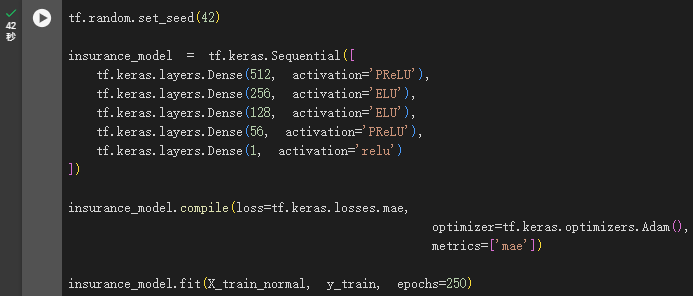 42
秒
tf.random.set_seed(42)
insurance_model = tf.keras.Sequential([
    tf.keras.layers.Dense(512, activation='PReLU'),
    tf.keras.layers.Dense(256, activation='ELU'),
    tf.keras.layers.Dense(128, activation='ELU'),
    tf.keras.layers.Dense(56, activation='PReLU'),
    tf.keras.layers.Dense(1, activation='relu')
])
insurance_model.compile(loss=tf.keras.losses.mae,
                        optimizer=tf.keras.optimizers.Adam(),
                        metrics=['mae'])
insurance_model.fit(X_train_normal, y_train, epochs=250)